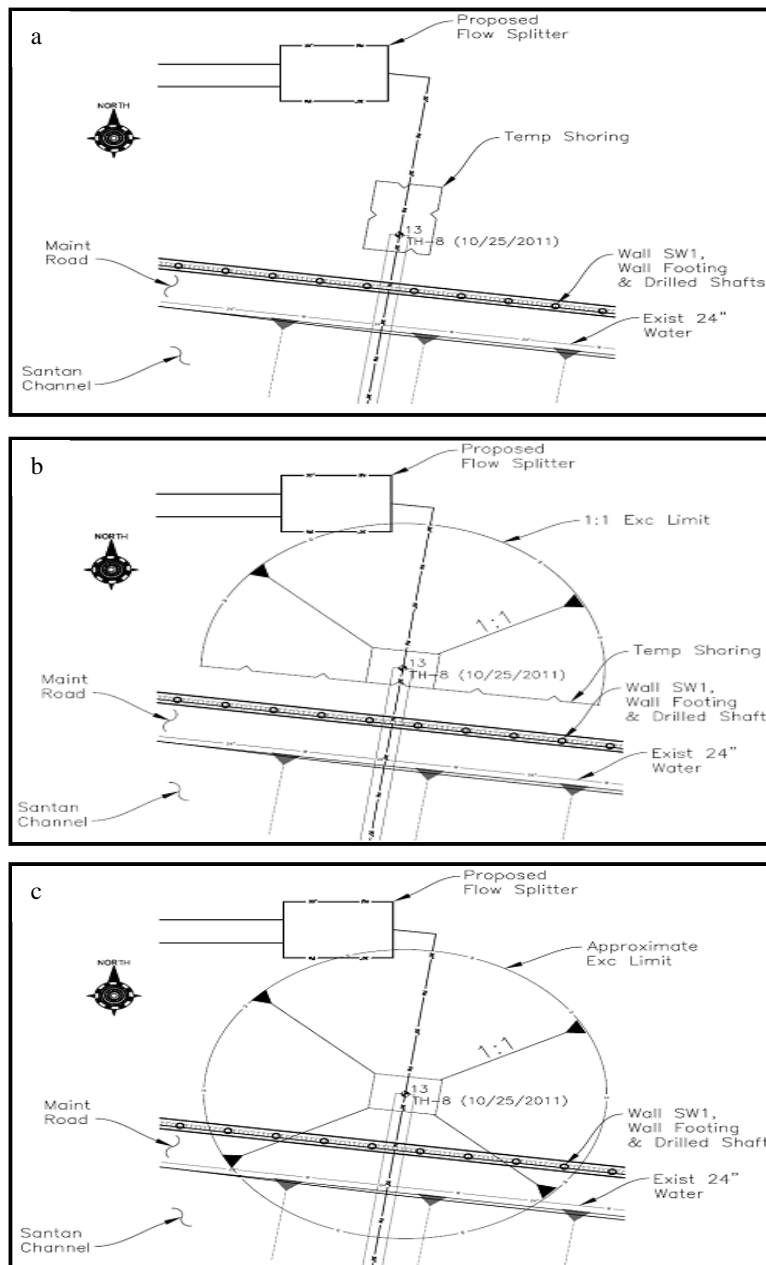 a
Proposed
Flow Splitter
NORTH
Temp Shoring
13
TH-8 (10/25/2011)
Maint
Road
Wall SW1,
Wall Footing
& Drilled Shafts
Exist 24"
Water
Santan
Channel
b
Proposed
Flow Splitter
1:1 Exc Limit
NORTH
1:1
13
TH-8 (10/25/2011)
Temp Shoring
Maint
Road
Wall SW1,
Wall Footing
& Drilled Shaft
Exist 24"
Water
Santan
Channel
c
Proposed
Flow Splitter
Approximate
Exc Limit
NORTH
1:1
13
TH-8 (10/25/2011)
Maint
Road
Wall SW1,
Wall Footing
& Drilled Shaft
Exist 24"
Water
Santan
Channel